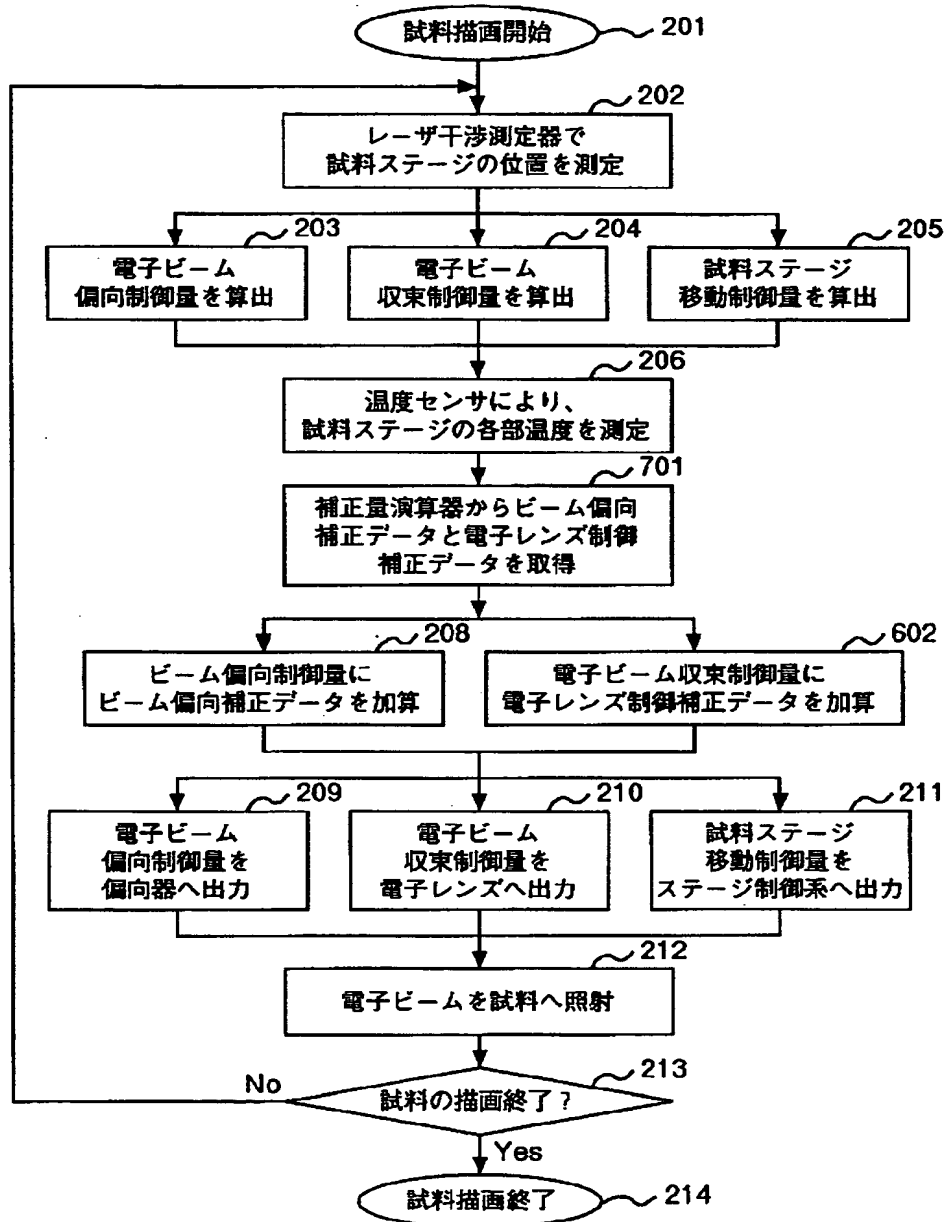 試料描画開始
201
202
レーザ干渉測定器で
試料ステージの位置を測定
203
電子ビーム
偏向制御量を算出
204
電子ビーム
収束制御量を算出
205
試料ステージ
移動制御量を算出
206
温度センサにより、
試料ステージの各部温度を測定
701
補正量演算器からビーム偏向
補正データと電子レンズ制御
補正データを取得
208
ビーム偏向制御量に
ビーム偏向補正データを加算
602
電子ビーム収束制御量に
電子レンズ制御補正データを加算
209
電子ビーム
偏向制御量を
偏向器へ出力
210
電子ビーム
収束制御量を
電子レンズへ出力
211
試料ステージ
移動制御量を
ステージ制御系へ出力
212
電子ビームを試料へ照射
213
No
試料の描画終了?
Yes
試料描画終了
214